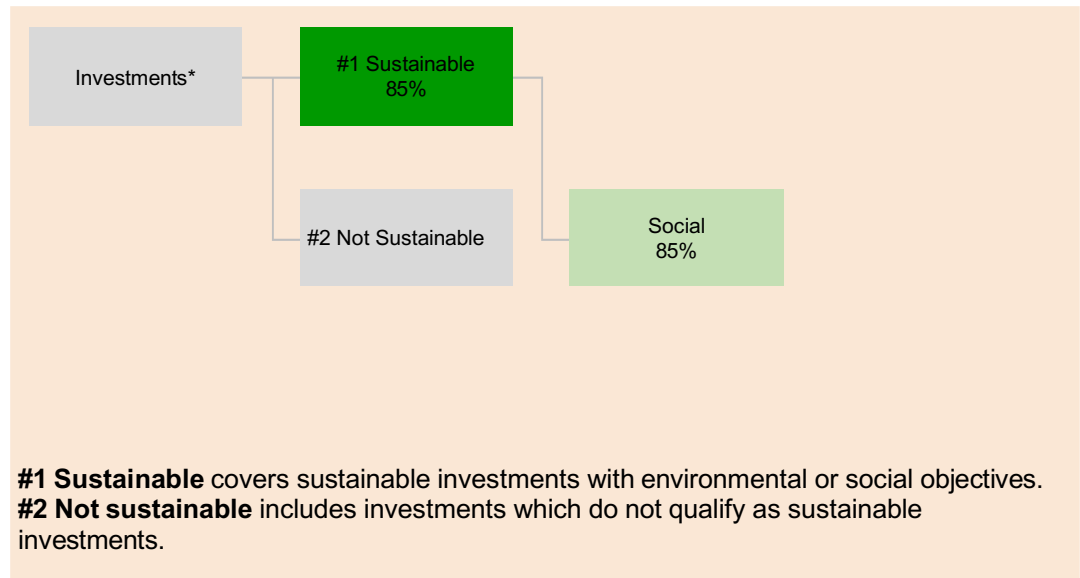 Investments*
#1 Sustainable
85%
#2 Not Sustainable
Social
85%
#1 Sustainable covers sustainable investments with environmental or social objectives.
#2 Not sustainable includes investments which do not qualify as sustainable
investments.